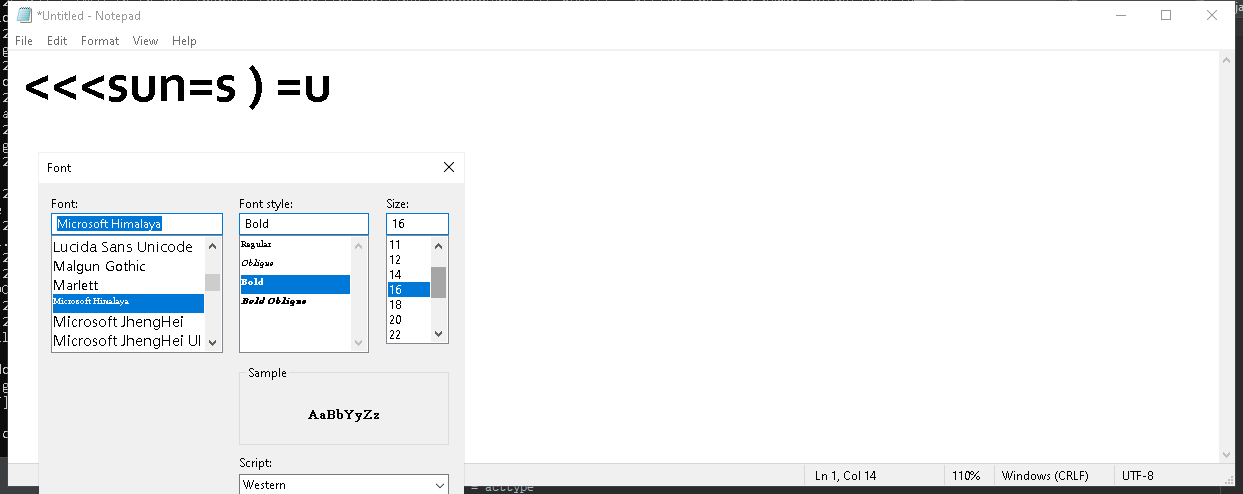 *Untitled - Notepad
File Edit Format View Help
<<<sun=s ) =u
Font
Font: Font style: Size:
Microsoft Himalaya Bold 16
Lucida Sans Unicode Regular 11
Malgun Gothic Oblique 12
Marlett Bold 14
Microsoft Himalaya Bold Oblique 16
Microsoft JhengHei 18
Microsoft JhengHei UI 20
22
Sample
AaBbYyZz
Script:
Western
Ln 1, Col 14 110% Windows (CRLF) UTF-8
= acctype